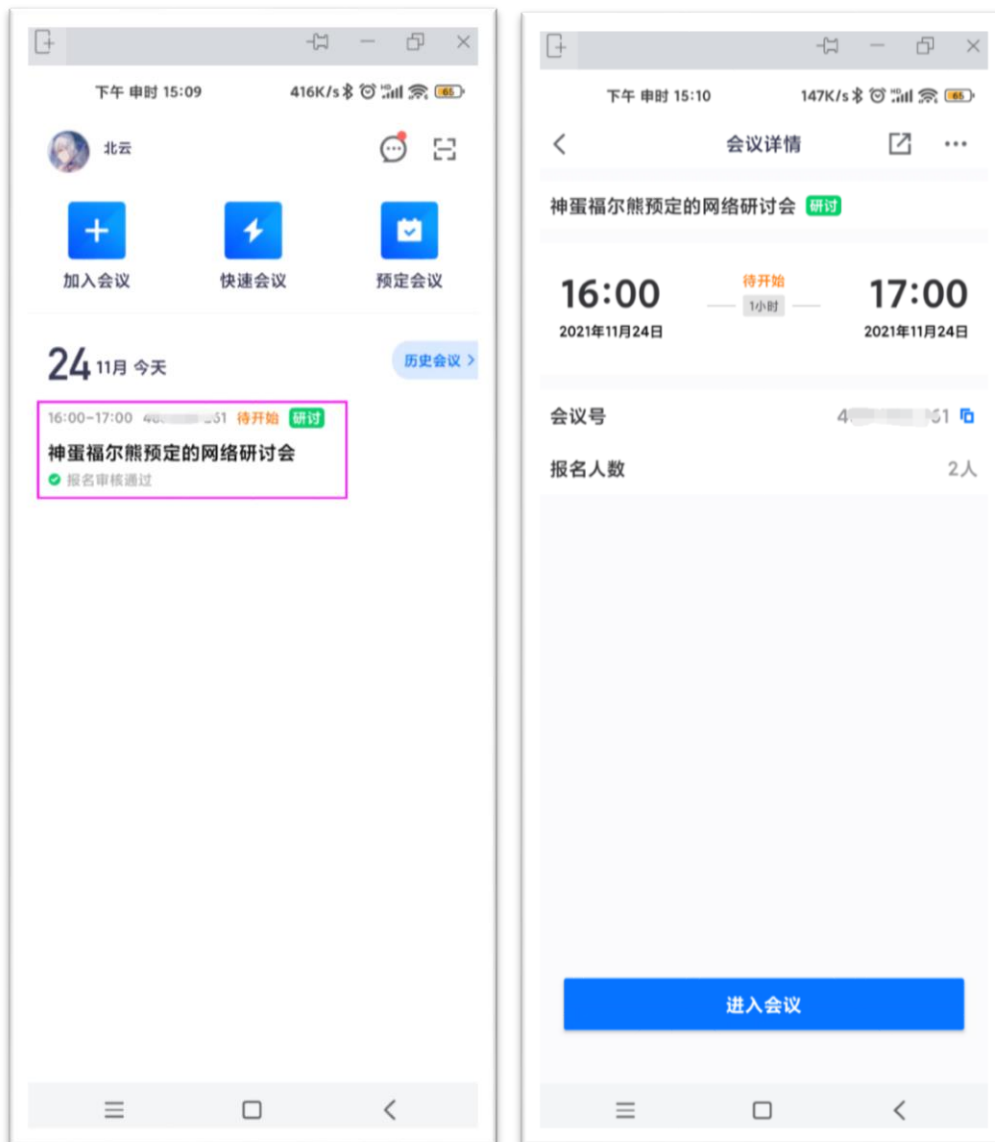 下午 申时 15:09 416K/s 65
北云
加入会议 快速会议 预定会议
24 11月 今天 历史会议
16:00-17:00 待开始 研讨
神蛋福尔熊预定的网络研讨会
报名审核通过
下午 申时 15:10 147K/s 65
会议详情
神蛋福尔熊预定的网络研讨会 研讨
16:00 待开始 17:00
1小时
2021年11月24日 2021年11月24日
会议号 4 61
报名人数 2人
进入会议